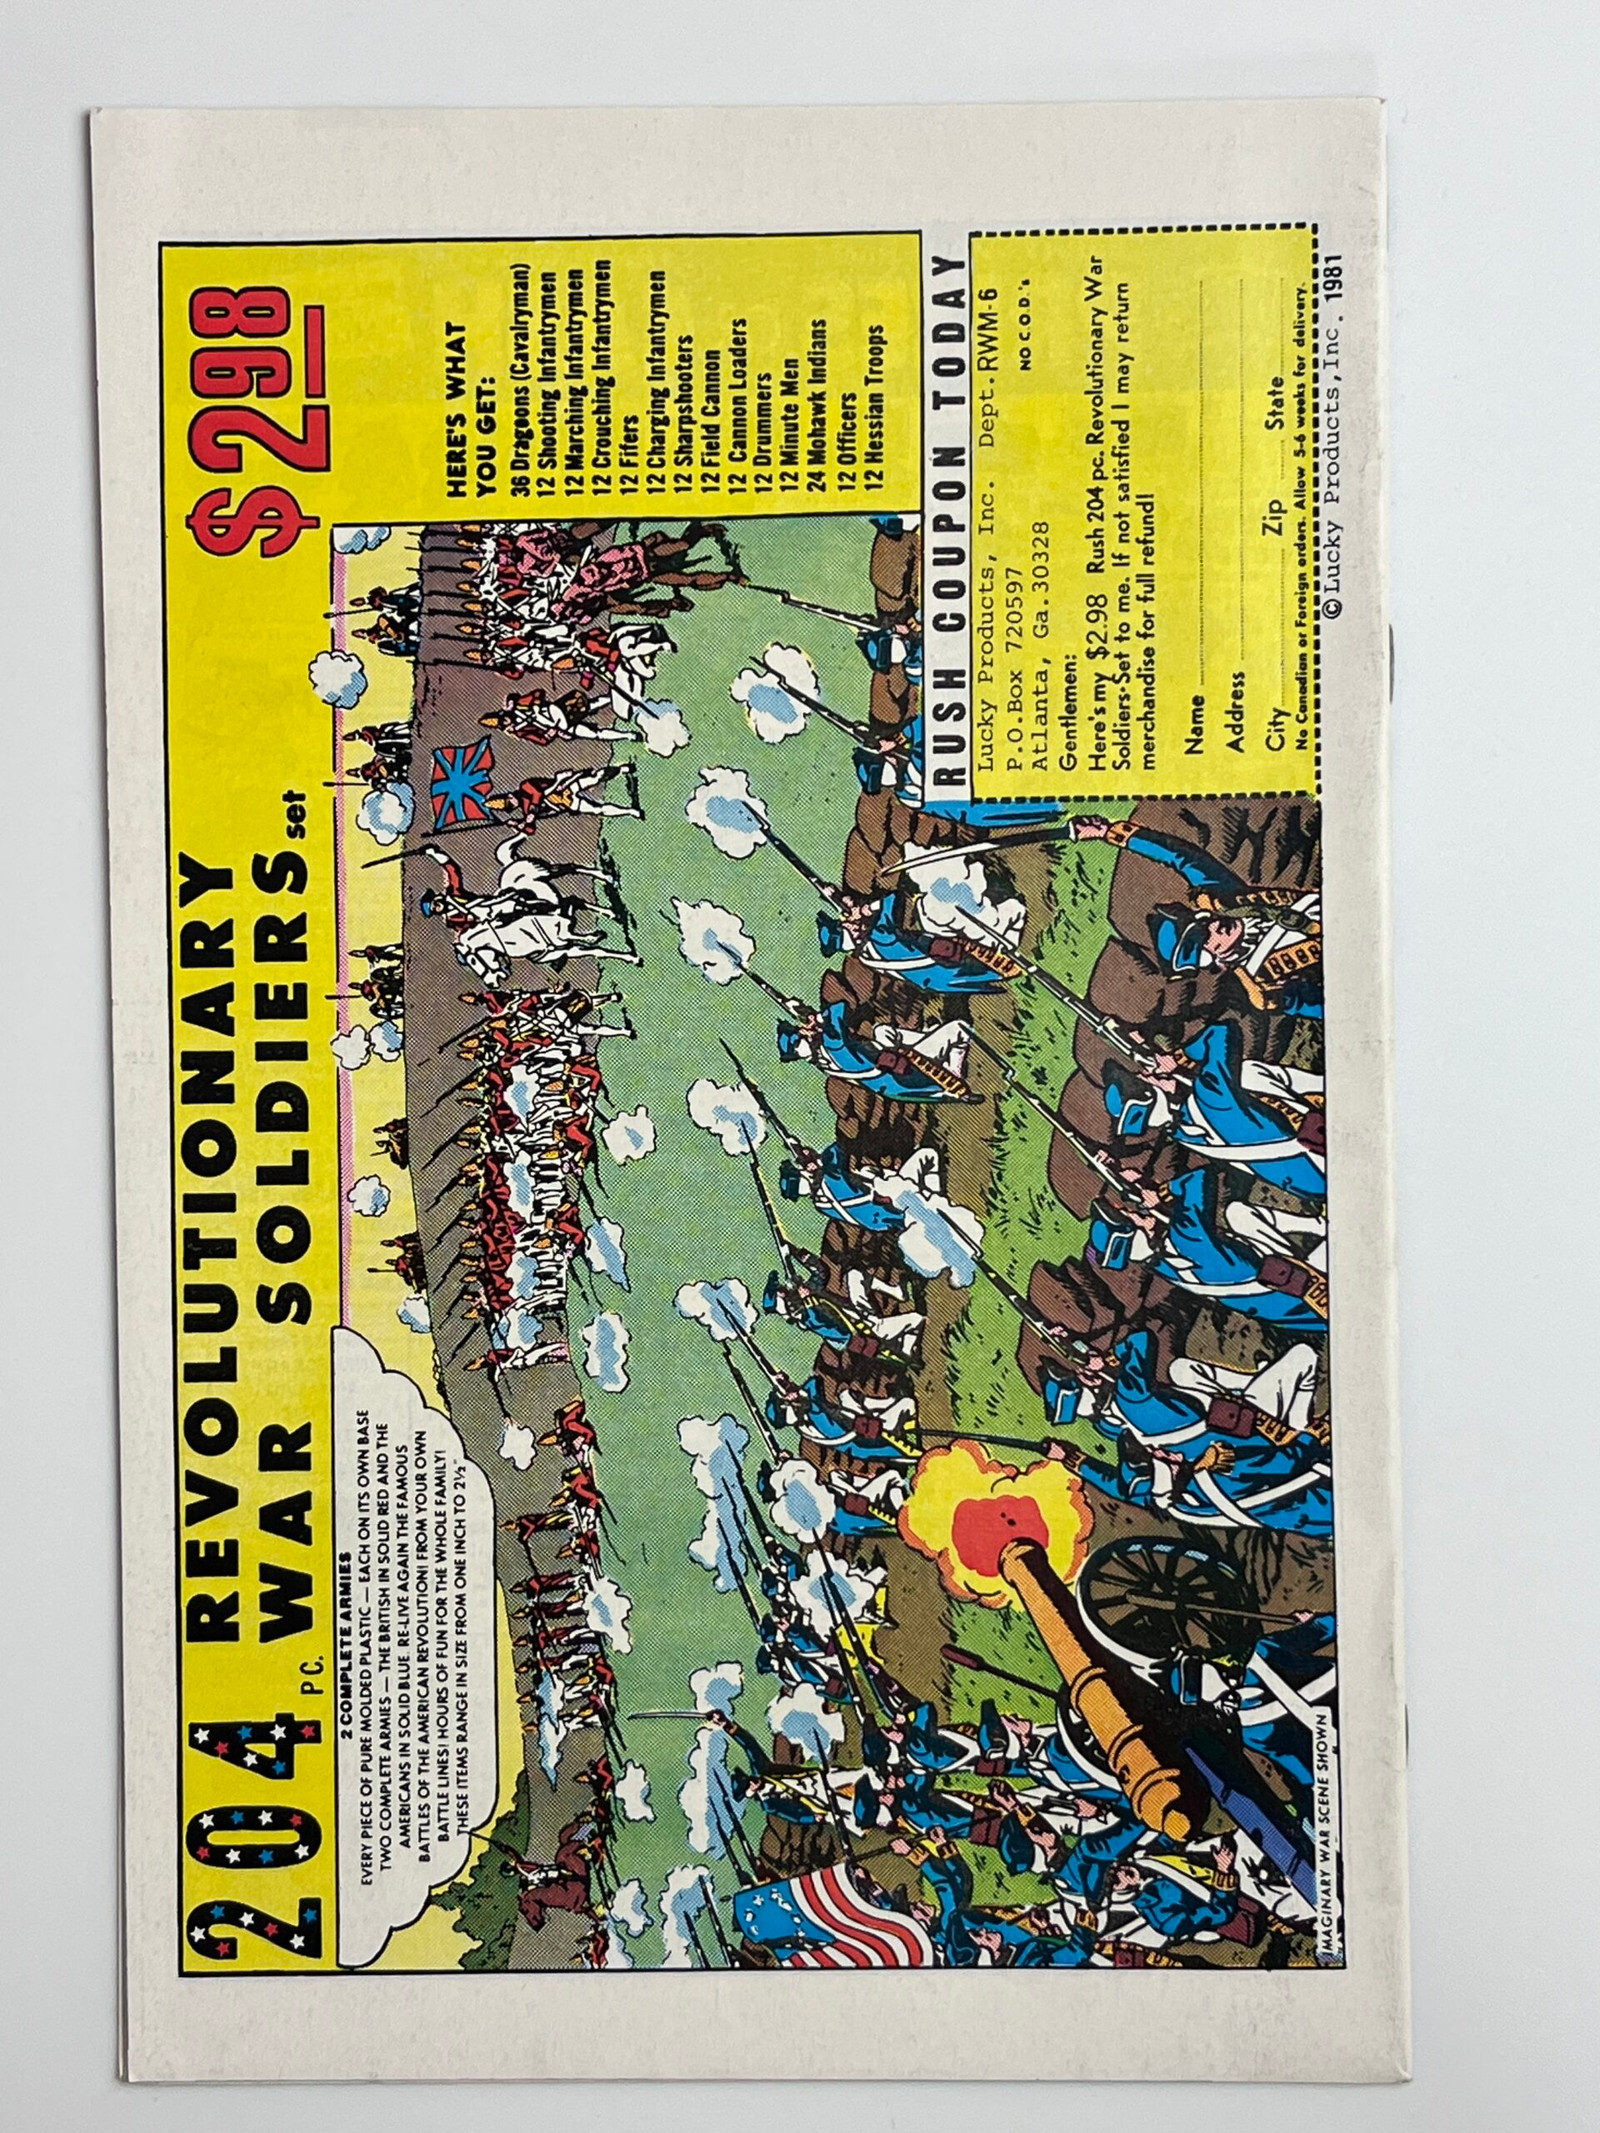 204 PC. REVOLUTIONARY
WAR SOLDIERS set
$2.98
2 COMPLETE ARMIES
EVERY PIECE OF PURE MOLDED PLASTIC — EACH ON ITS OWN BASE
TWO COMPLETE ARMIES — THE BRITISH IN SOLID RED AND THE
AMERICANS IN SOLID BLUE. RE-LIVE AGAIN THE FAMOUS
BATTLES OF THE AMERICAN REVOLUTION! FROM YOUR OWN
BATTLE LINES! HOURS OF FUN FOR THE WHOLE FAMILY!
THESE ITEMS RANGE IN SIZE FROM ONE INCH TO 2½"
HERE'S WHAT
YOU GET:
36 Dragoons (Cavalryman)
12 Shooting Infantrymen
12 Marching Infantrymen
12 Crouching Infantrymen
12 Fifers
12 Charging Infantrymen
12 Sharpshooters
12 Field Cannon
12 Cannon Loaders
12 Drummers
12 Minute Men
24 Mohawk Indians
12 Officers
12 Hessian Troops
RUSH COUPON TODAY
Lucky Products, Inc. Dept.RWM-6
P.O.Box 720597 NO C.O.D.'s
Atlanta, Ga.30328
Gentlemen:
Here's my $2.98 Rush 204 pc. Revolutionary War
Soldiers•Set to me. If not satisfied I may return
merchandise for full refund!
Name
Address
City Zip State
No Canadian or Foreign orders. Allow 5-6 weeks for delivery.
IMAGINARY WAR SCENE SHOWN
©Lucky Products,Inc. 1981